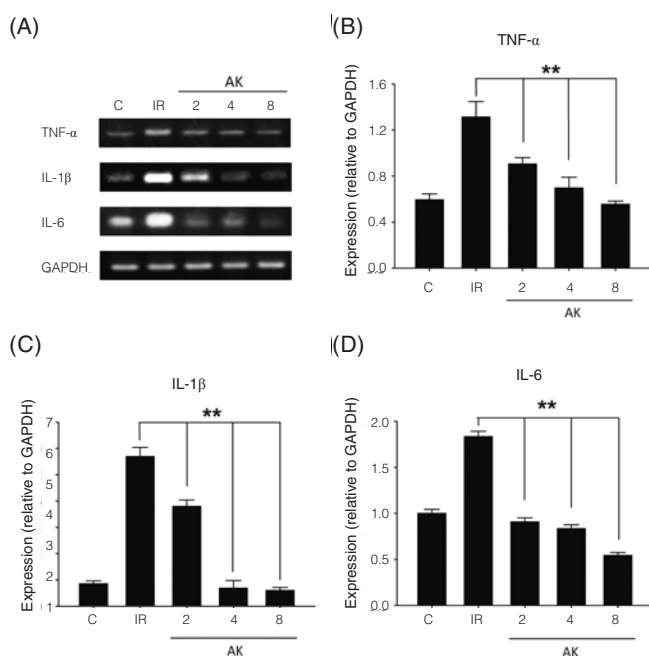 (A)
AK
C IR 2 4 8
TNF-α
IL-1β
IL-6
GAPDH
(B)
TNF-α
Expression (relative to GAPDH)
1.6
1.2
0.8
0.4
0.0
**
C IR 2 4 8
AK
(C)
IL-1β
Expression (relative to GAPDH)
7
6
5
4
3
2
2
1
**
C IR 2 4 8
AK
(D)
IL-6
Expression (relative to GAPDH)
2.0
1.5
1.0
0.5
0.0
**
C IR 2 4 8
AK